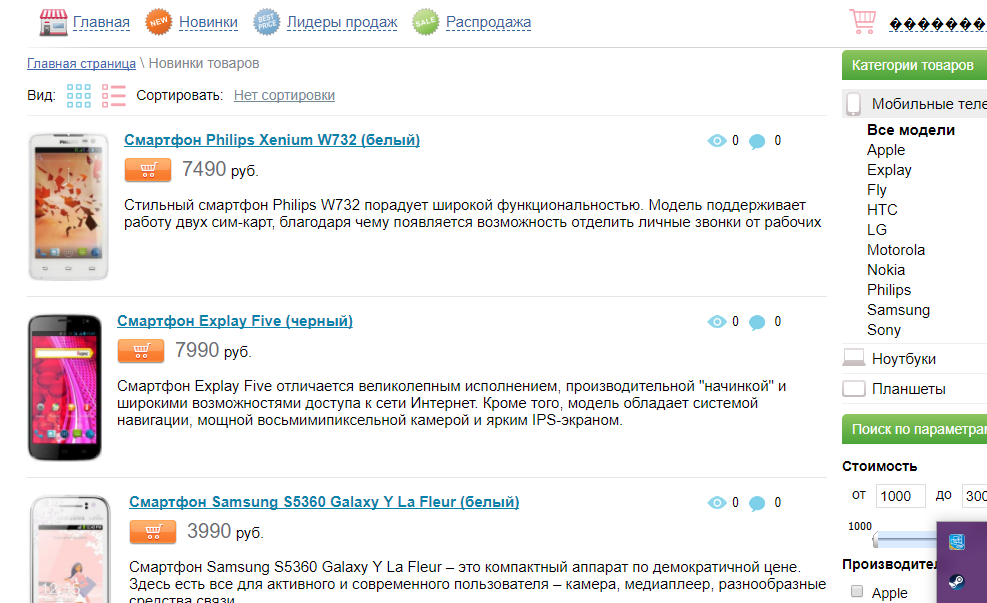 Главная NEW Новинки BEST PRICE Лидеры продаж SALE Распродажа
Главная страница \ Новинки товаров
Вид: Сортировать: Нет сортировки
Смартфон Philips Xenium W732 (белый) 0 0
7490 руб.
Стильный смартфон Philips W732 порадует широкой функциональностью. Модель поддерживает
работу двух сим-карт, благодаря чему появляется возможность отделить личные звонки от рабочих
Смартфон Explay Five (черный) 0 0
7990 руб.
Смартфон Explay Five отличается великолепным исполнением, производительной "начинкой" и
широкими возможностями доступа к сети Интернет. Кроме того, модель обладает системой
навигации, мощной восьмимипиксельной камерой и ярким IPS-экраном.
Смартфон Samsung S5360 Galaxy Y La Fleur (белый) 0 0
3990 руб.
Смартфон Samsung S5360 Galaxy Y La Fleur – это компактный аппарат по демократичной цене.
Здесь есть все для активного и современного пользователя – камера, медиаплеер, разнообразные
средства связи
�������
Категории товаров
Мобильные теле
Все модели
Apple
Explay
Fly
HTC
LG
Motorola
Nokia
Philips
Samsung
Sony
Ноутбуки
Планшеты
Поиск по параметрам
Стоимость
от 1000 до 300
1000
Производител
Apple